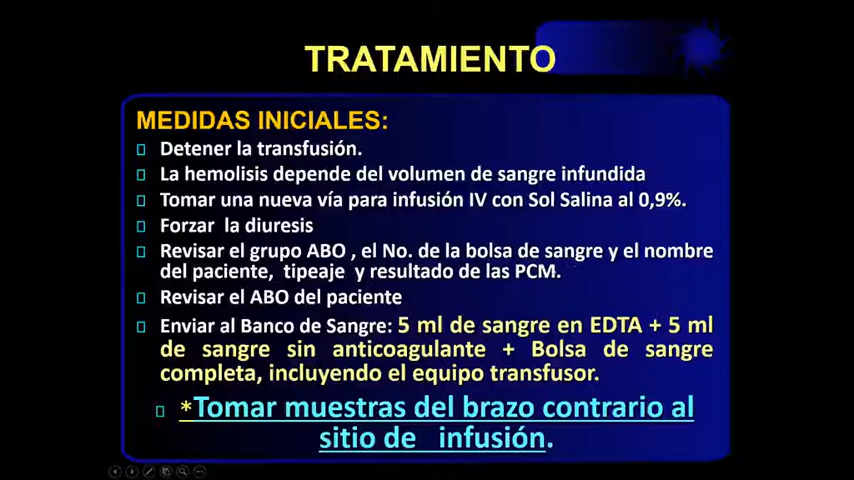 TRATAMIENTO
MEDIDAS INICIALES:
Detener la transfusión.
La hemolisis depende del volumen de sangre infundida
Tomar una nueva vía para infusión IV con Sol Salina al 0,9%.
Forzar la diuresis
Revisar el grupo ABO , el No. de la bolsa de sangre y el nombre
del paciente, tipeaje y resultado de las PCM.
Revisar el ABO del paciente
Enviar al Banco de Sangre: 5 ml de sangre en EDTA + 5 ml
de sangre sin anticoagulante + Bolsa de sangre
completa, incluyendo el equipo transfusor.
*Tomar muestras del brazo contrario al
sitio de infusión.